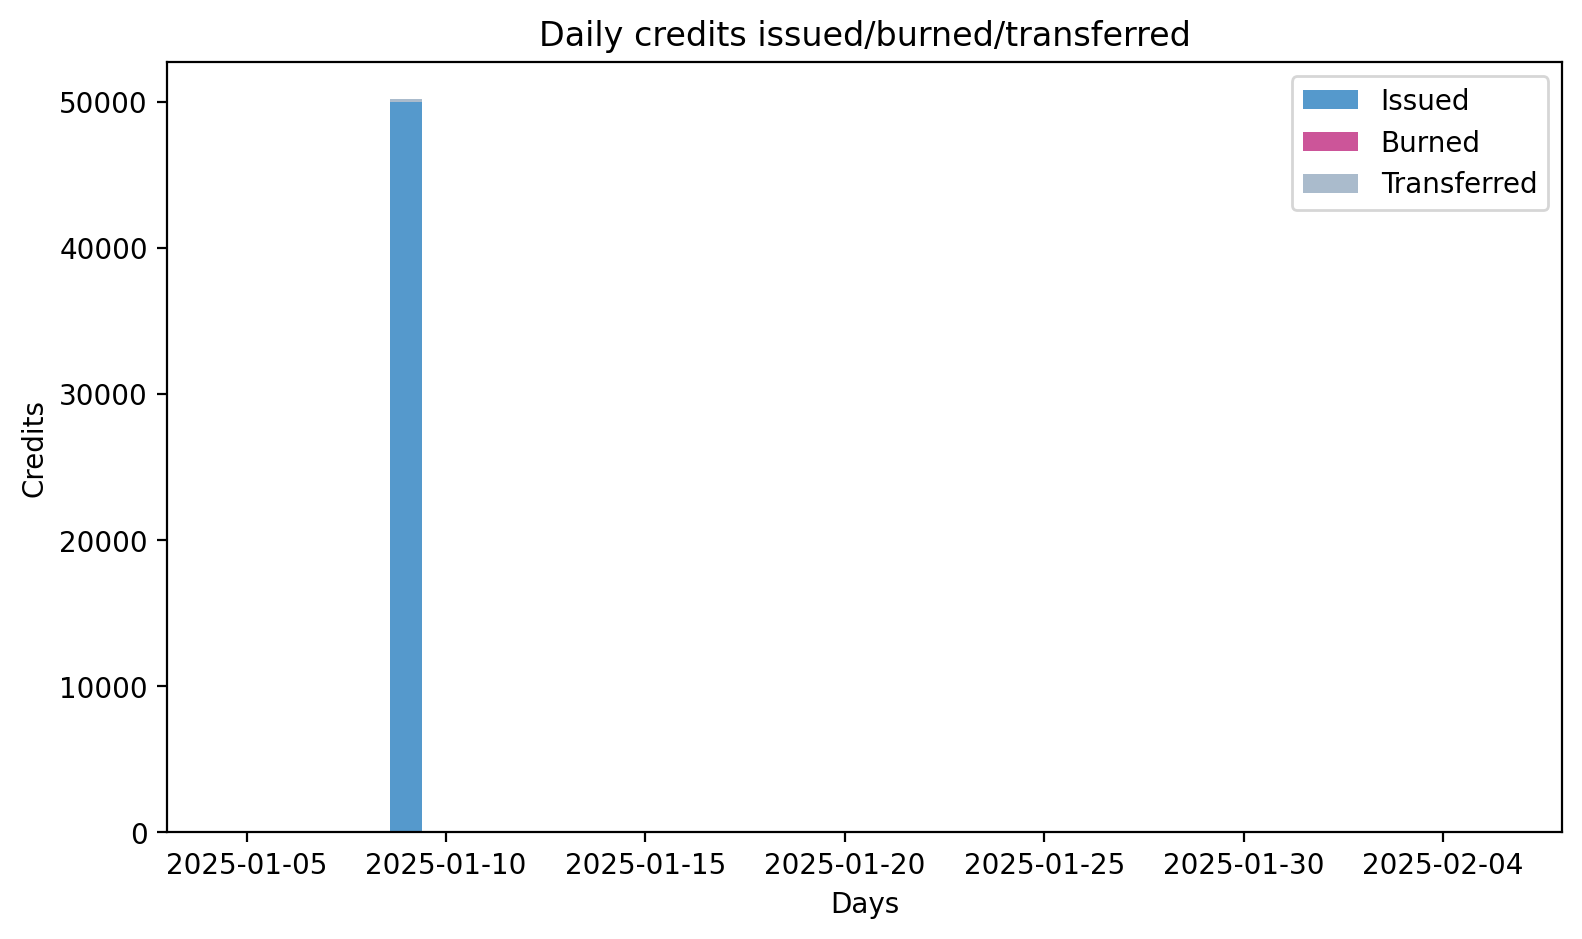 Daily credits issued/burned/transferred
Issued
Burned
Transferred
50000
40000
30000
20000
10000
0
Credits
2025-01-05 2025-01-10 2025-01-15 2025-01-20 2025-01-25 2025-01-30 2025-02-04
Days